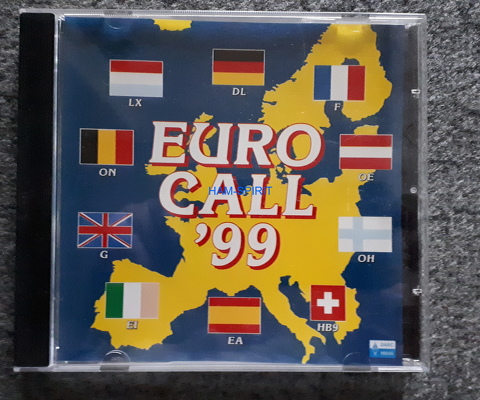 DL
LX
F
EURO
ON
OE
CALL
HAM-SPIRIT
'99
G
OH
EI
EA
HB9